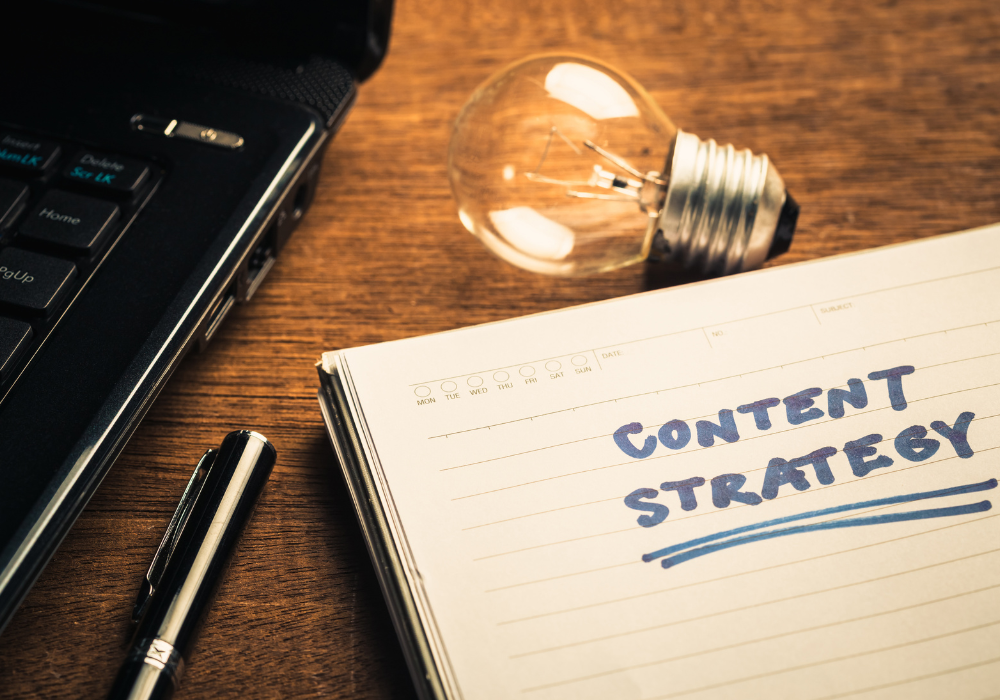 Insert
NumLK
Delete
Scr LK
Home
PgUp
MON TUE WED THU FRI SAT SUN DATE NO. SUBJECT
CONTENT
STRATEGY